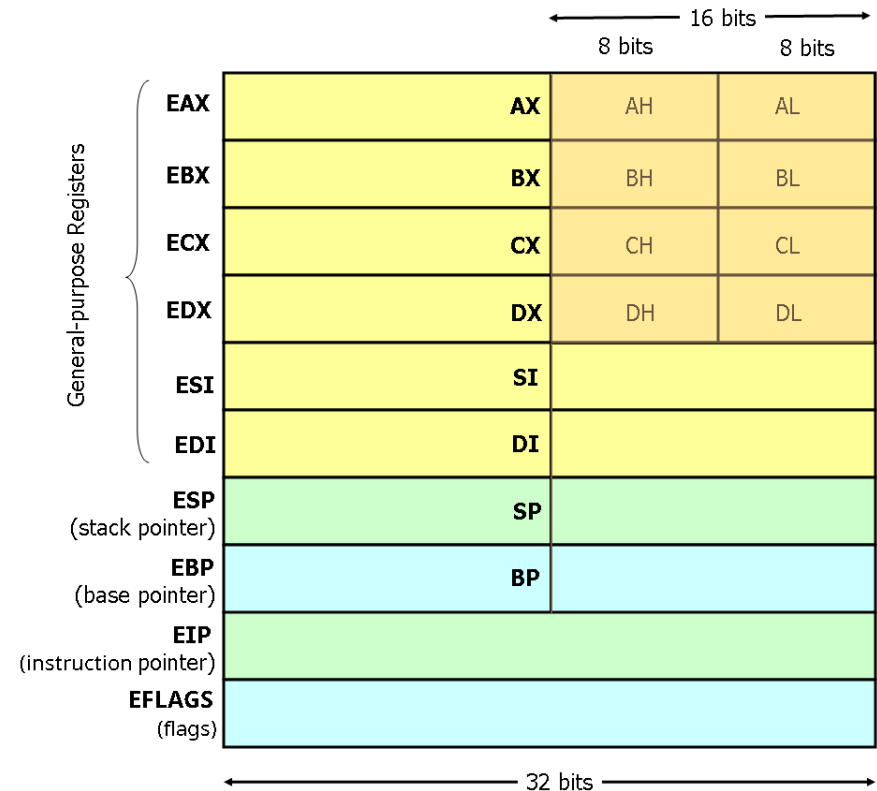 16 bits
8 bits 8 bits
EAX AX AH AL
EBX BX BH BL
ECX CX CH CL
EDX DX DH DL
General-purpose Registers
ESI SI
EDI DI
ESP SP
(stack pointer)
EBP BP
(base pointer)
EIP
(instruction pointer)
EFLAGS
(flags)
32 bits